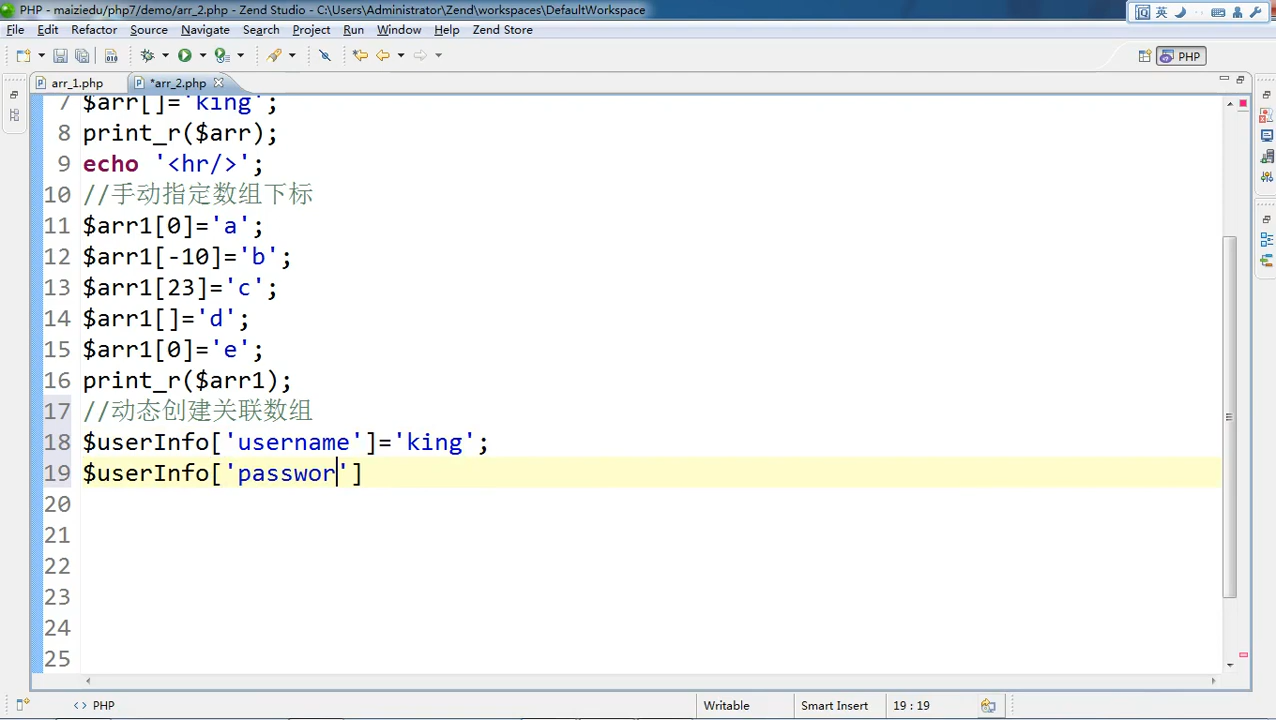 PHP - maiziedu/php7/demo/arr_2.php - Zend Studio - C:\Users\Administrator\Zend\workspaces\DefaultWorkspace
英
File Edit Refactor Source Navigate Search Project Run Window Help Zend Store
PHP
arr_1.php *arr_2.php
7 $arr[]='king';
8 print_r($arr);
9 echo '<hr/>';
10 //手动指定数组下标
11 $arr1[0]='a';
12 $arr1[-10]='b';
13 $arr1[23]='c';
14 $arr1[]='d';
15 $arr1[0]='e';
16 print_r($arr1);
17 //动态创建关联数组
18 $userInfo['username']='king';
19 $userInfo['passwor']
20
21
22
23
24
25
<> PHP Writable Smart Insert 19 : 19